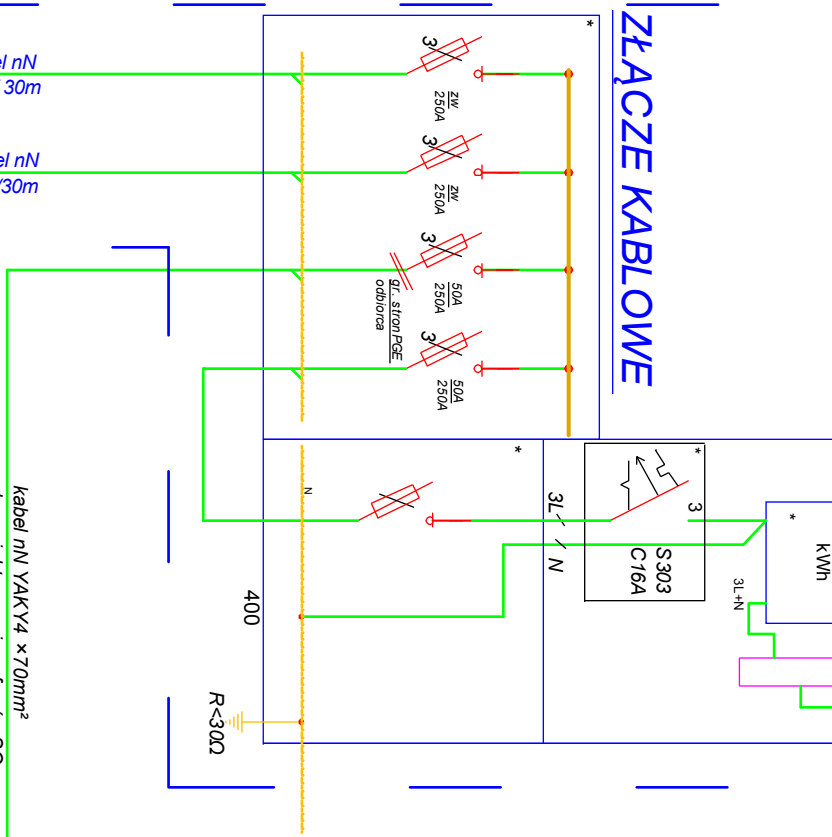 ZŁĄCZE KABLOWE
*
el nN
30m
el nN
/30m
3
zw
250A
3
zw
250A
3
50A
250A
gr. stron PGE
odbiorca
3
50A
250A
*
N
3L
N
*
3
S303
C16A
*
kWh
3L+N
400
R<30Ω
kabel nN YAKY4 ×70mm²